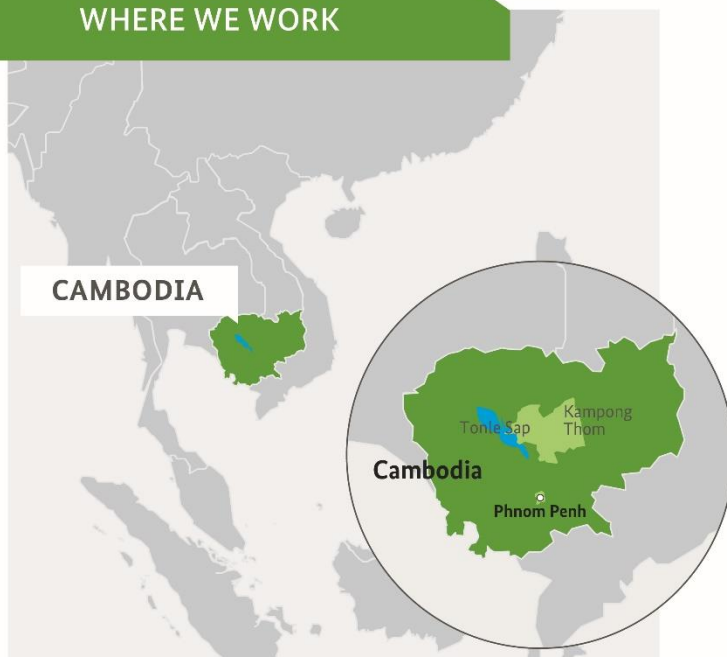 WHERE WE WORK
CAMBODIA
Kampong
Thom
Tonle Sap
Cambodia
Phnom Penh